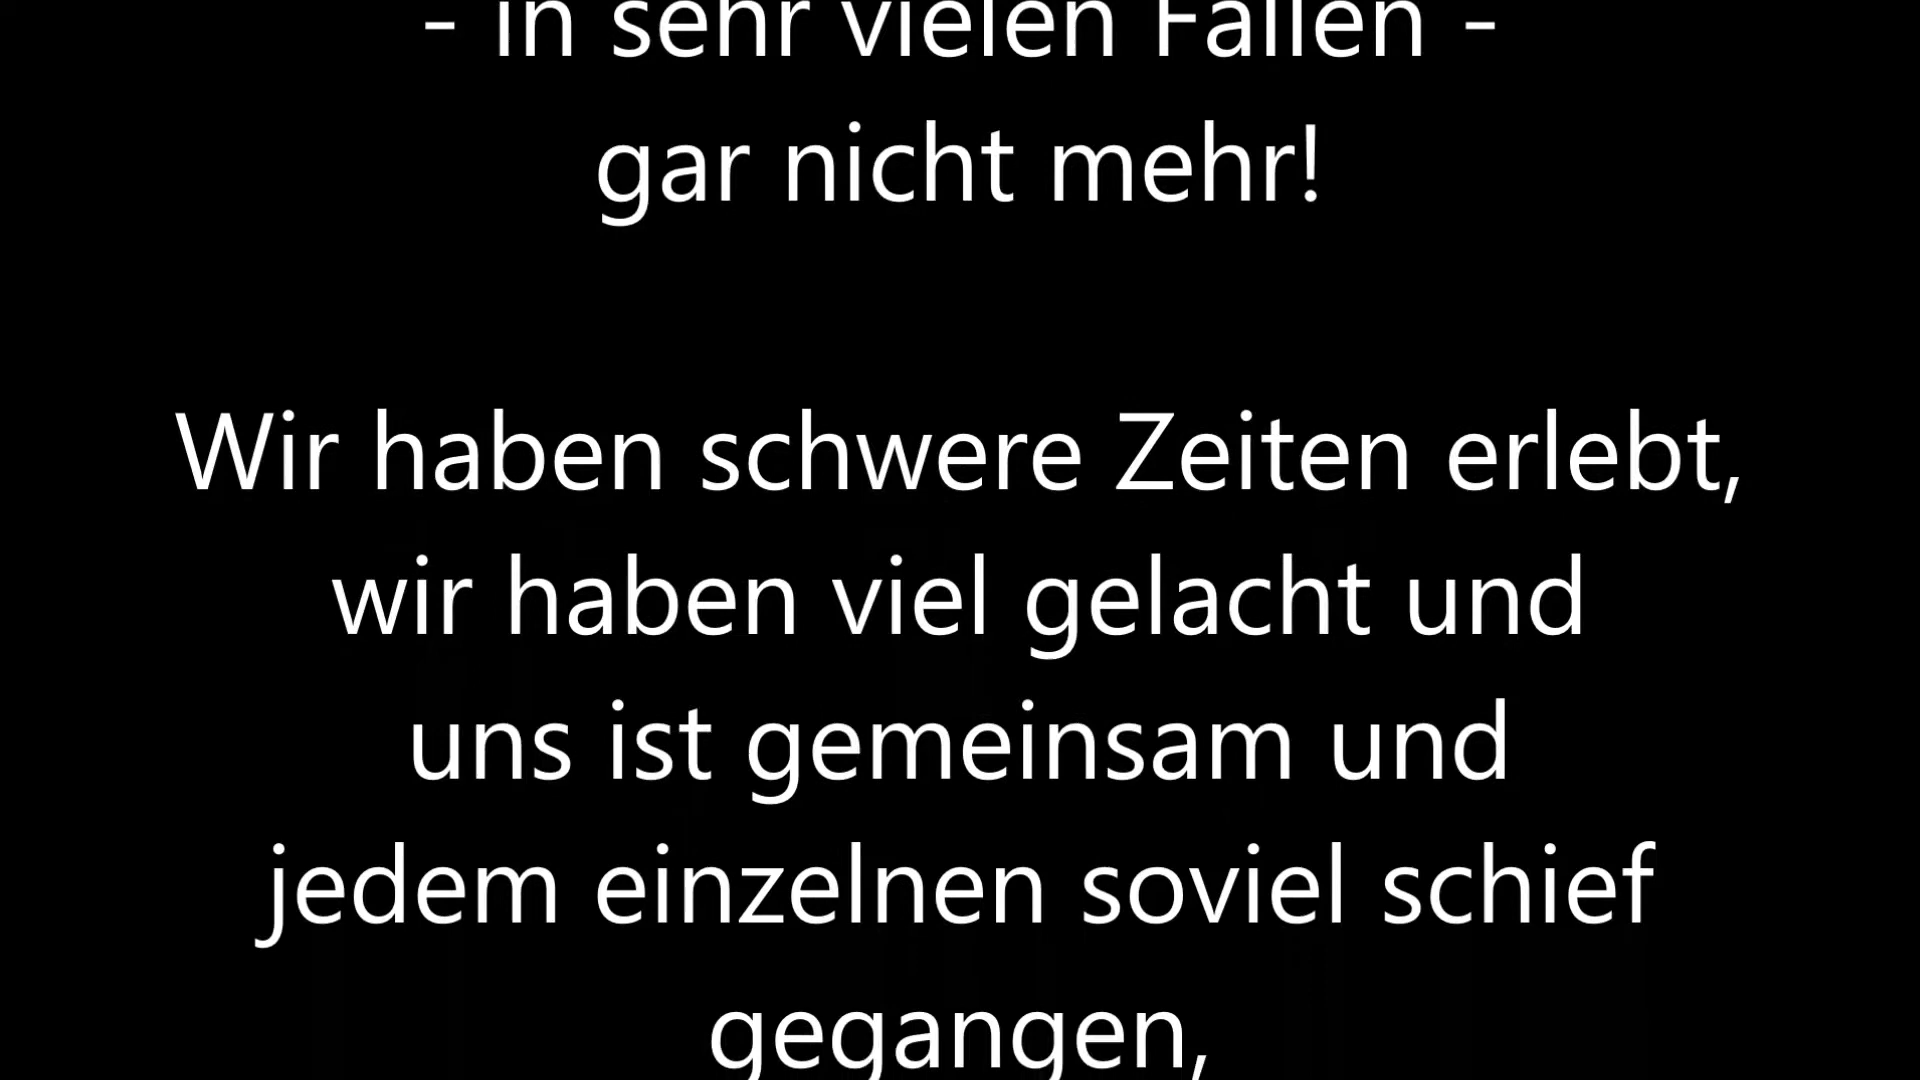 - in sehr vielen Fällen -
gar nicht mehr!
Wir haben schwere Zeiten erlebt,
wir haben viel gelacht und
uns ist gemeinsam und
jedem einzelnen soviel schief
gegangen,